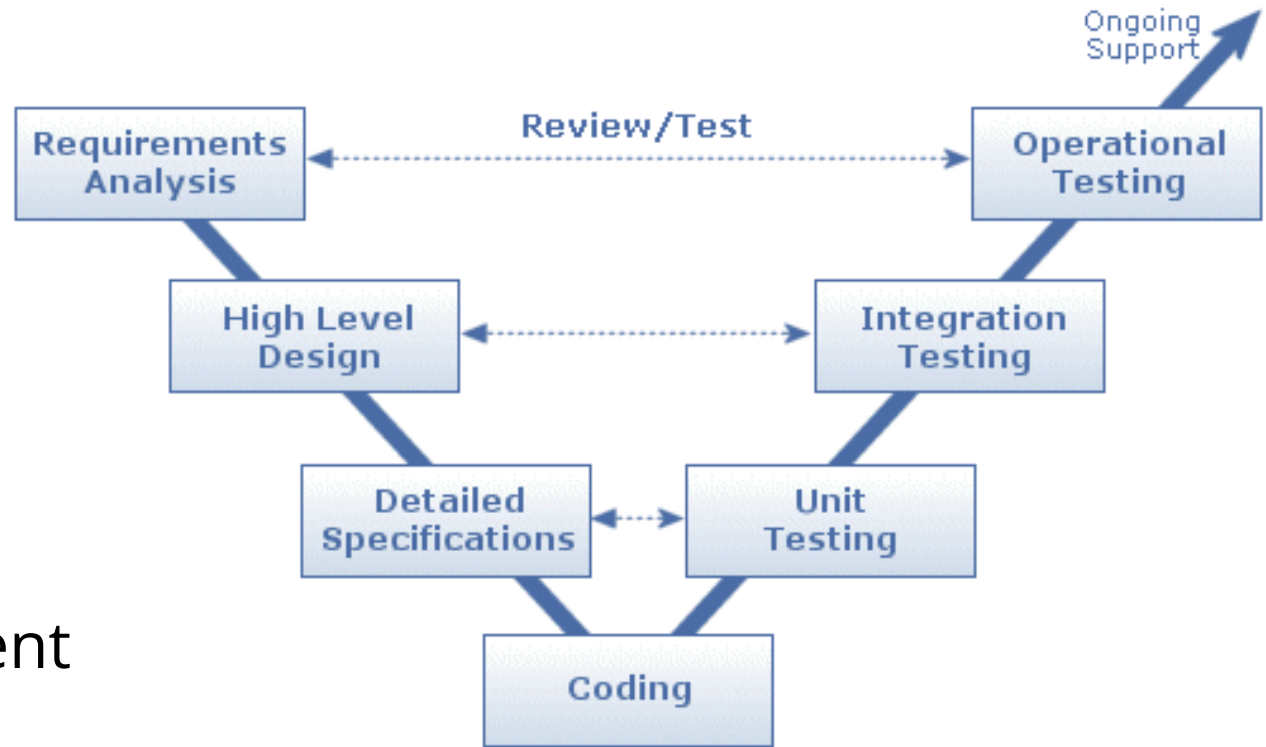 Ongoing
Support
Review/Test
Requirements
Analysis
Operational
Testing
High Level
Design
Integration
Testing
Detailed
Specifications
Unit
Testing
ent
Coding